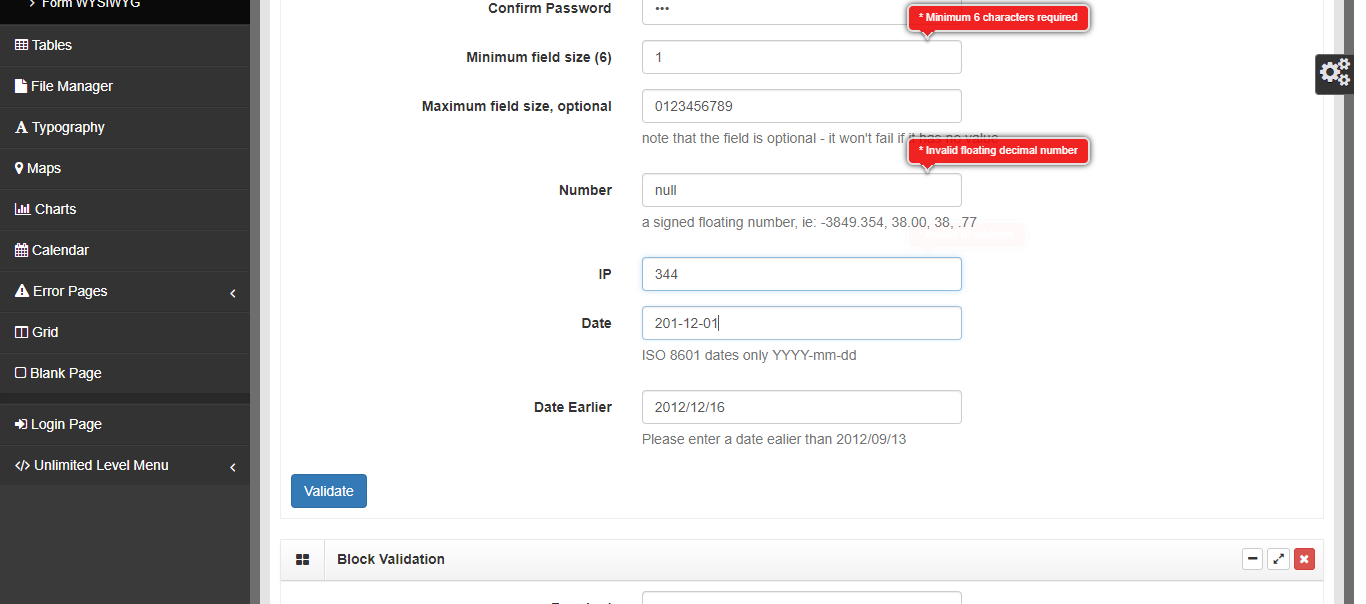 Form WYSIWYG
Tables
File Manager
Typography
Maps
Charts
Calendar
Error Pages
Grid
Blank Page
Login Page
Unlimited Level Menu
Confirm Password
•••
* Minimum 6 characters required
Minimum field size (6)
1
Maximum field size, optional
0123456789
note that the field is optional - it won't fail if it has no value
* Invalid floating decimal number
Number
null
a signed floating number, ie: -3849.354, 38.00, 38, .77
IP
344
Date
201-12-01
ISO 8601 dates only YYYY-mm-dd
Date Earlier
2012/12/16
Please enter a date ealier than 2012/09/13
Validate
Block Validation